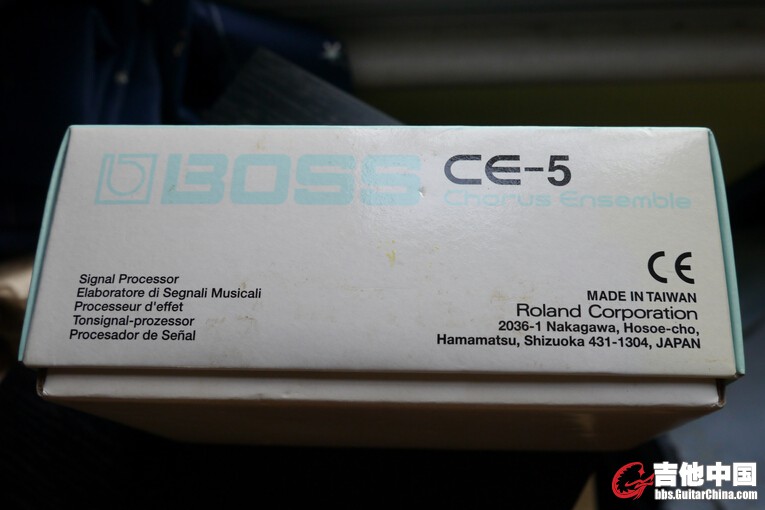 BOSS CE-5
Chorus Ensemble
Signal Processor
Elaboratore di Segnali Musicali
Processeur d'effet
Tonsignal-prozessor
Procesador de Señal
CE
MADE IN TAIWAN
Roland Corporation
2036-1 Nakagawa, Hosoe-cho,
Hamamatsu, Shizuoka 431-1304, JAPAN
吉他中国
bbs.GuitarChina.com